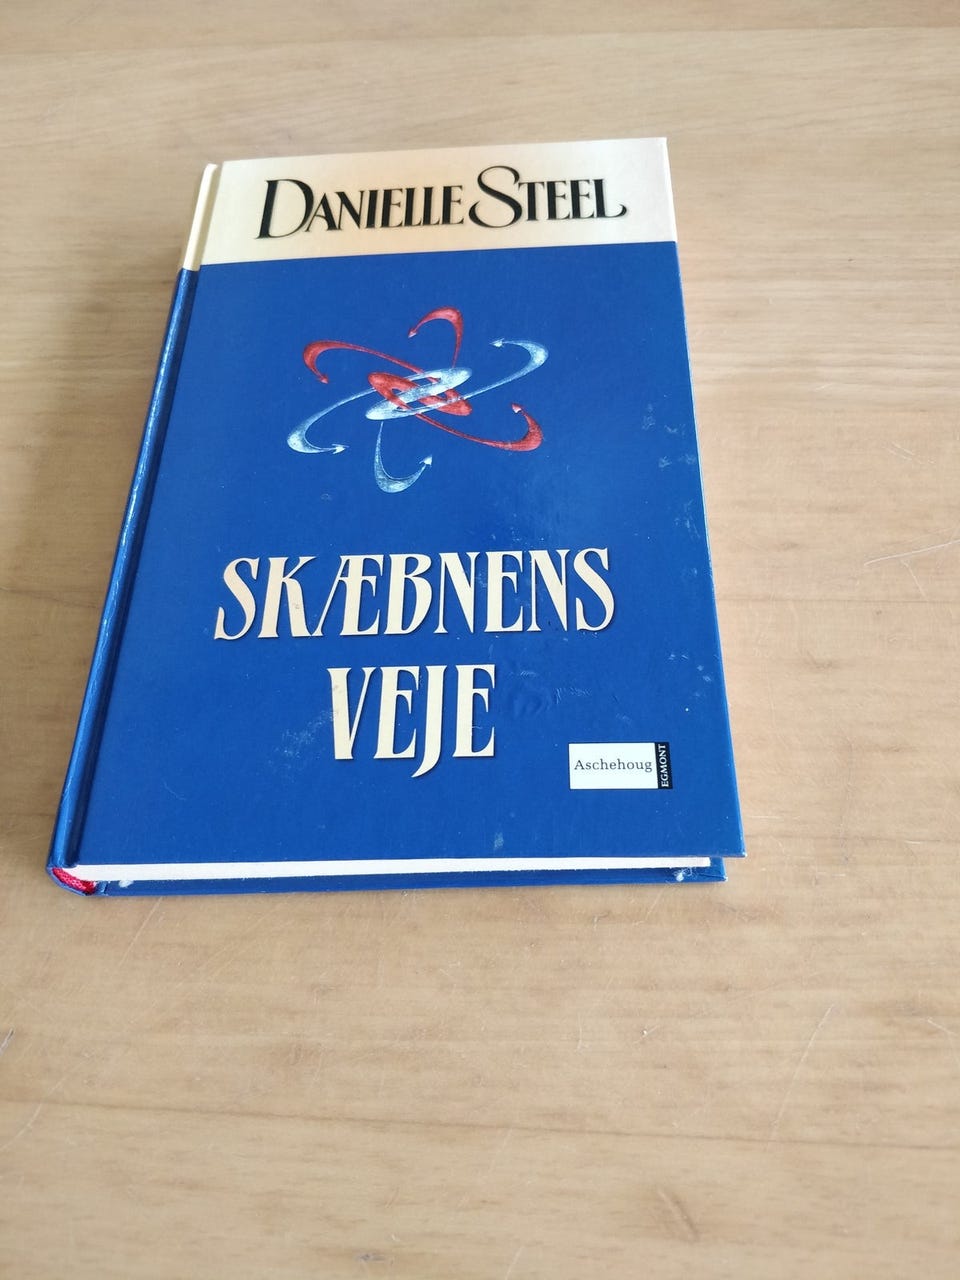 DANIELLE STEEL
SKÆBNENS
VEJE
Aschehoug
EGMONT